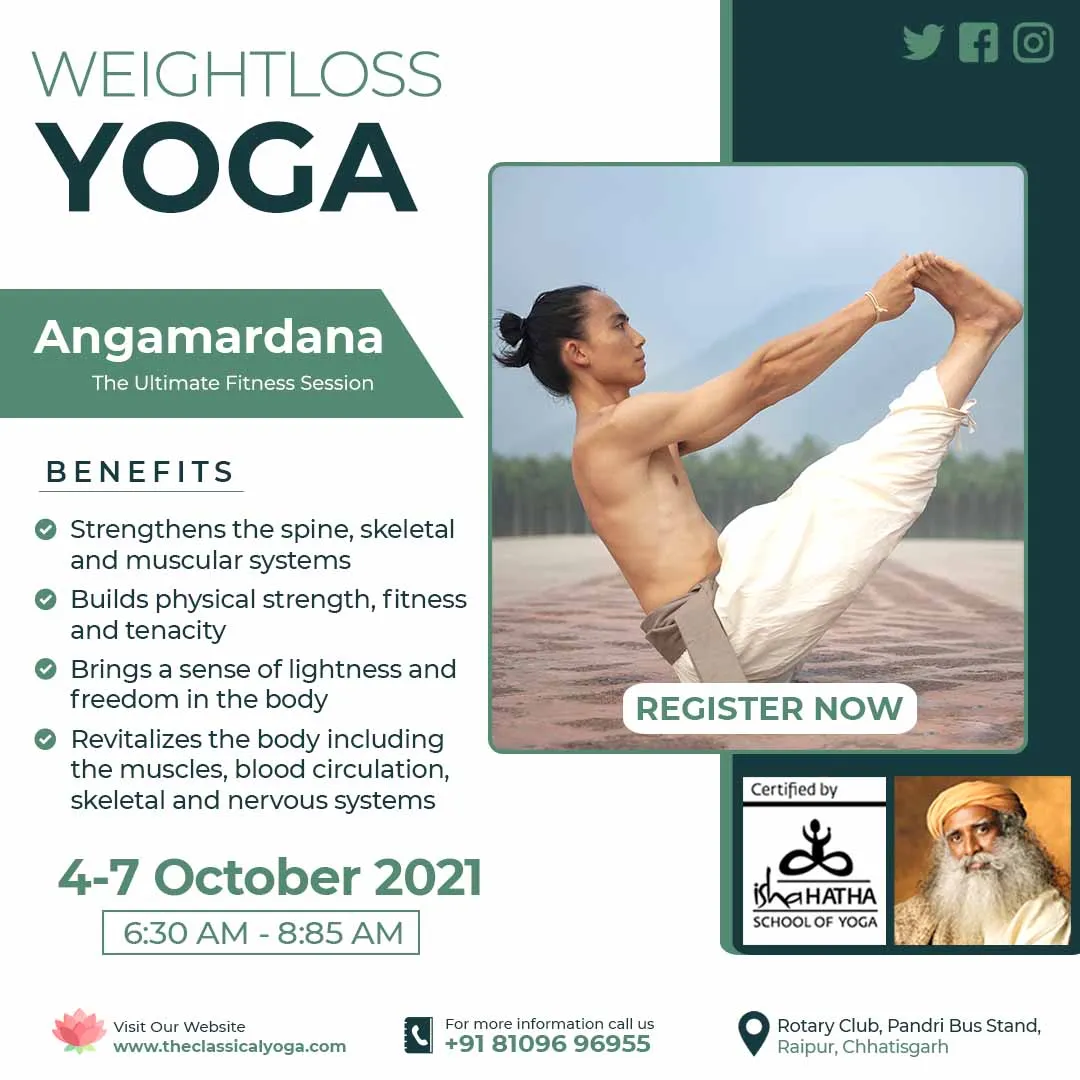 WEIGHTLOSS
YOGA
Angamardana
The Ultimate Fitness Session
BENEFITS
Strengthens the spine, skeletal
and muscular systems
Builds physical strength, fitness
and tenacity
Brings a sense of lightness and
freedom in the body
Revitalizes the body including
the muscles, blood circulation,
skeletal and nervous systems
4-7 October 2021
6:30 AM - 8:85 AM
REGISTER NOW
Certified by
isha HATHA
SCHOOL OF YOGA
Visit Our Website
www.theclassicalyoga.com
For more information call us
+91 81096 96955
Rotary Club, Pandri Bus Stand,
Raipur, Chhatisgarh